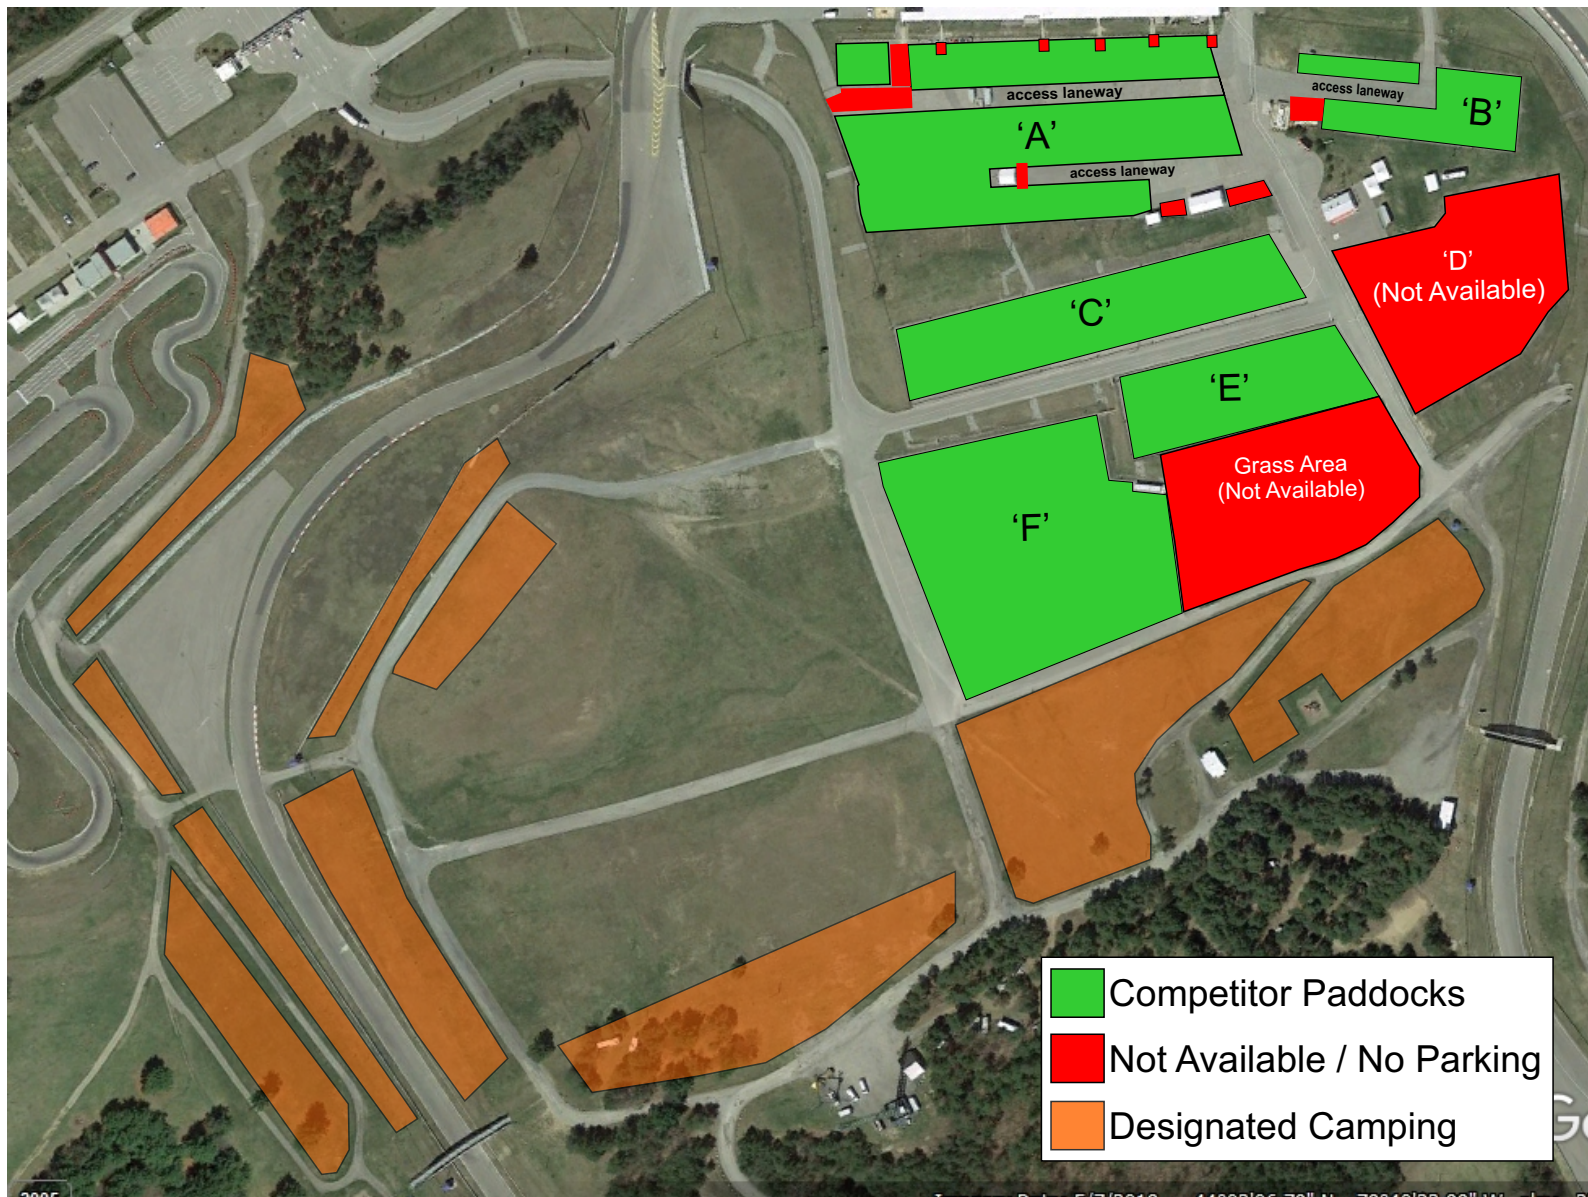 access laneway
access laneway
'A'
'B'
access laneway
'D'
(Not Available)
'C'
'E'
Grass Area
(Not Available)
'F'
Competitor Paddocks
Not Available / No Parking
Designated Camping
Go